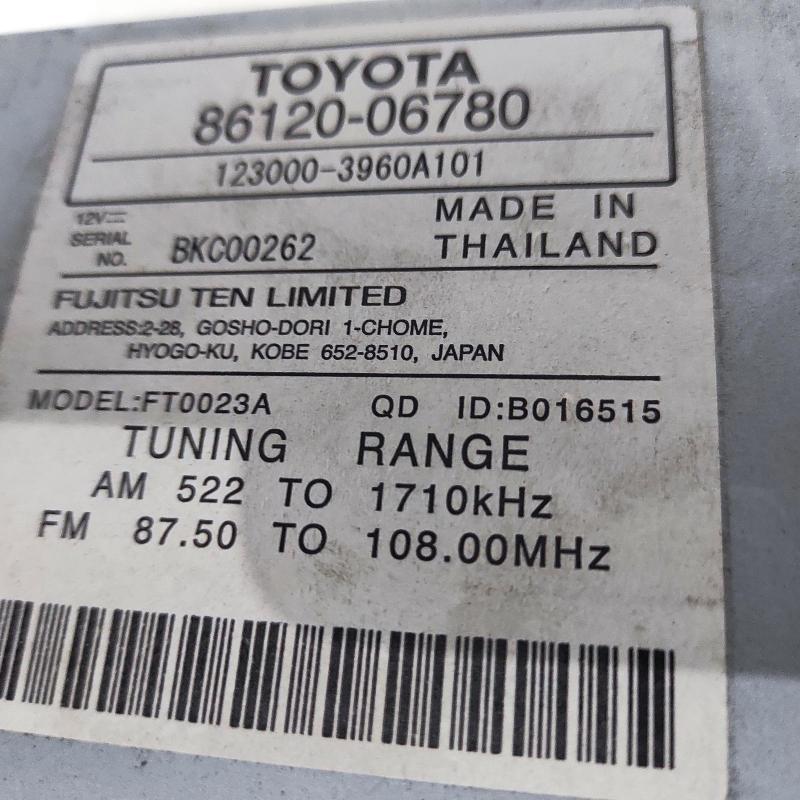 TOYOTA
86120-06780
123000-3960A101
12V
SERIAL NO. BKC00262
MADE IN THAILAND
FUJITSU TEN LIMITED
ADDRESS:2-28, GOSHO-DORI 1-CHOME,
HYOGO-KU, KOBE 652-8510, JAPAN
MODEL:FT0023A QD ID:B016515
TUNING RANGE
AM 522 TO 1710kHz
FM 87.50 TO 108.00MHz